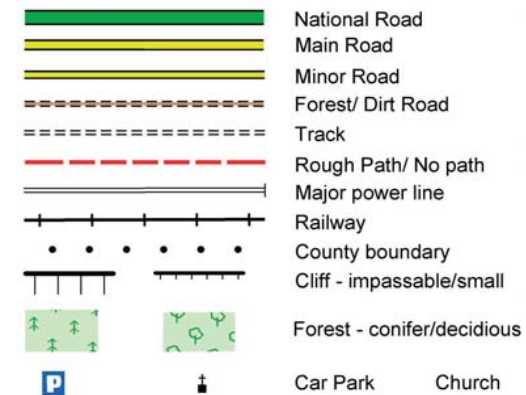 National Road
Main Road
Minor Road
Forest/ Dirt Road
Track
Rough Path/ No path
Major power line
Railway
County boundary
Cliff - impassable/small
Forest - conifer/decidious
P Car Park Church